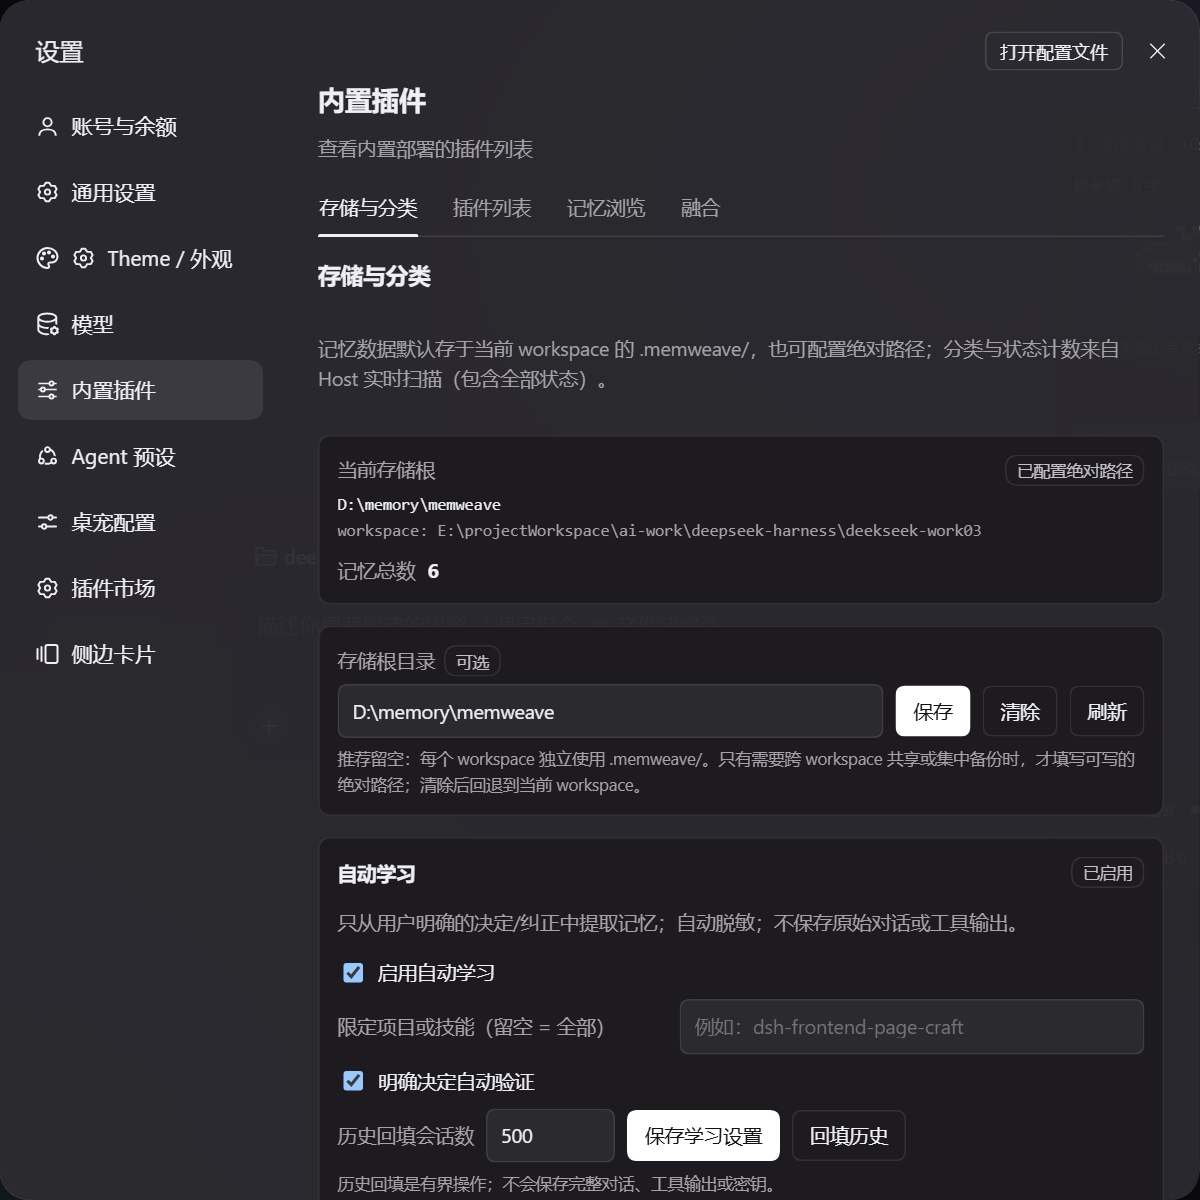 设置
打开配置文件
账号与余额
通用设置
Theme / 外观
模型
内置插件
Agent 预设
桌宠配置
插件市场
侧边卡片
内置插件
查看内置部署的插件列表
存储与分类 插件列表 记忆浏览 融合
存储与分类
记忆数据默认存于当前 workspace 的 .memweave/，也可配置绝对路径；分类与状态计数来自
Host 实时扫描（包含全部状态）。
当前存储根 已配置绝对路径
D:\memory\memweave
workspace: E:\projectWorkspace\ai-work\deepseek-harness\deekseek-work03
记忆总数 6
存储根目录 可选
D:\memory\memweave 保存 清除 刷新
推荐留空：每个 workspace 独立使用 .memweave/。只有需要跨 workspace 共享或集中备份时，才填写可写的
绝对路径；清除后回退到当前 workspace。
自动学习 已启用
只从用户明确的决定/纠正中提取记忆；自动脱敏；不保存原始对话或工具输出。
启用自动学习
限定项目或技能（留空 = 全部） 例如：dsh-frontend-page-craft
明确决定自动验证
历史回填会话数 500 保存学习设置 回填历史
历史回填是有界操作；不会保存完整对话、工具输出或密钥。
dee